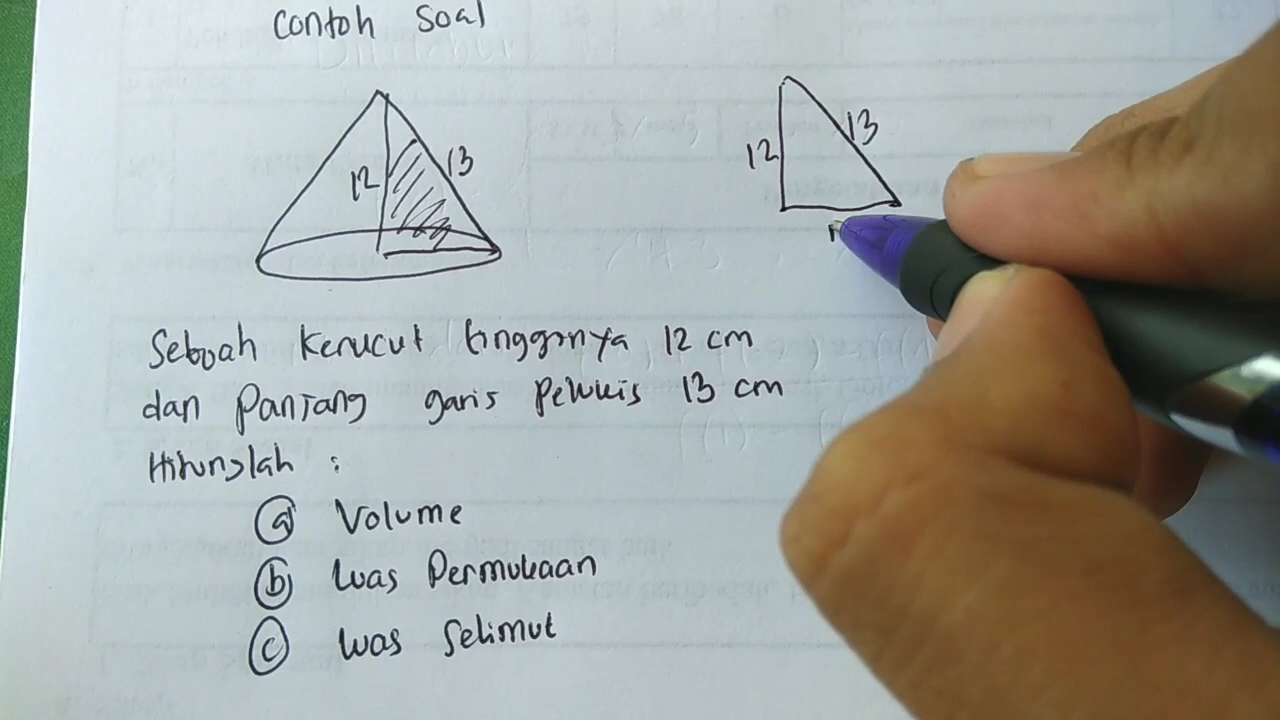 Contoh Soal
12
13
12
13
Sebuah Kerucut tingginya 12 cm
dan Panjang garis Pelukis 13 cm
Hitunglah :
a Volume
b Luas Permukaan
c Luas Selimut